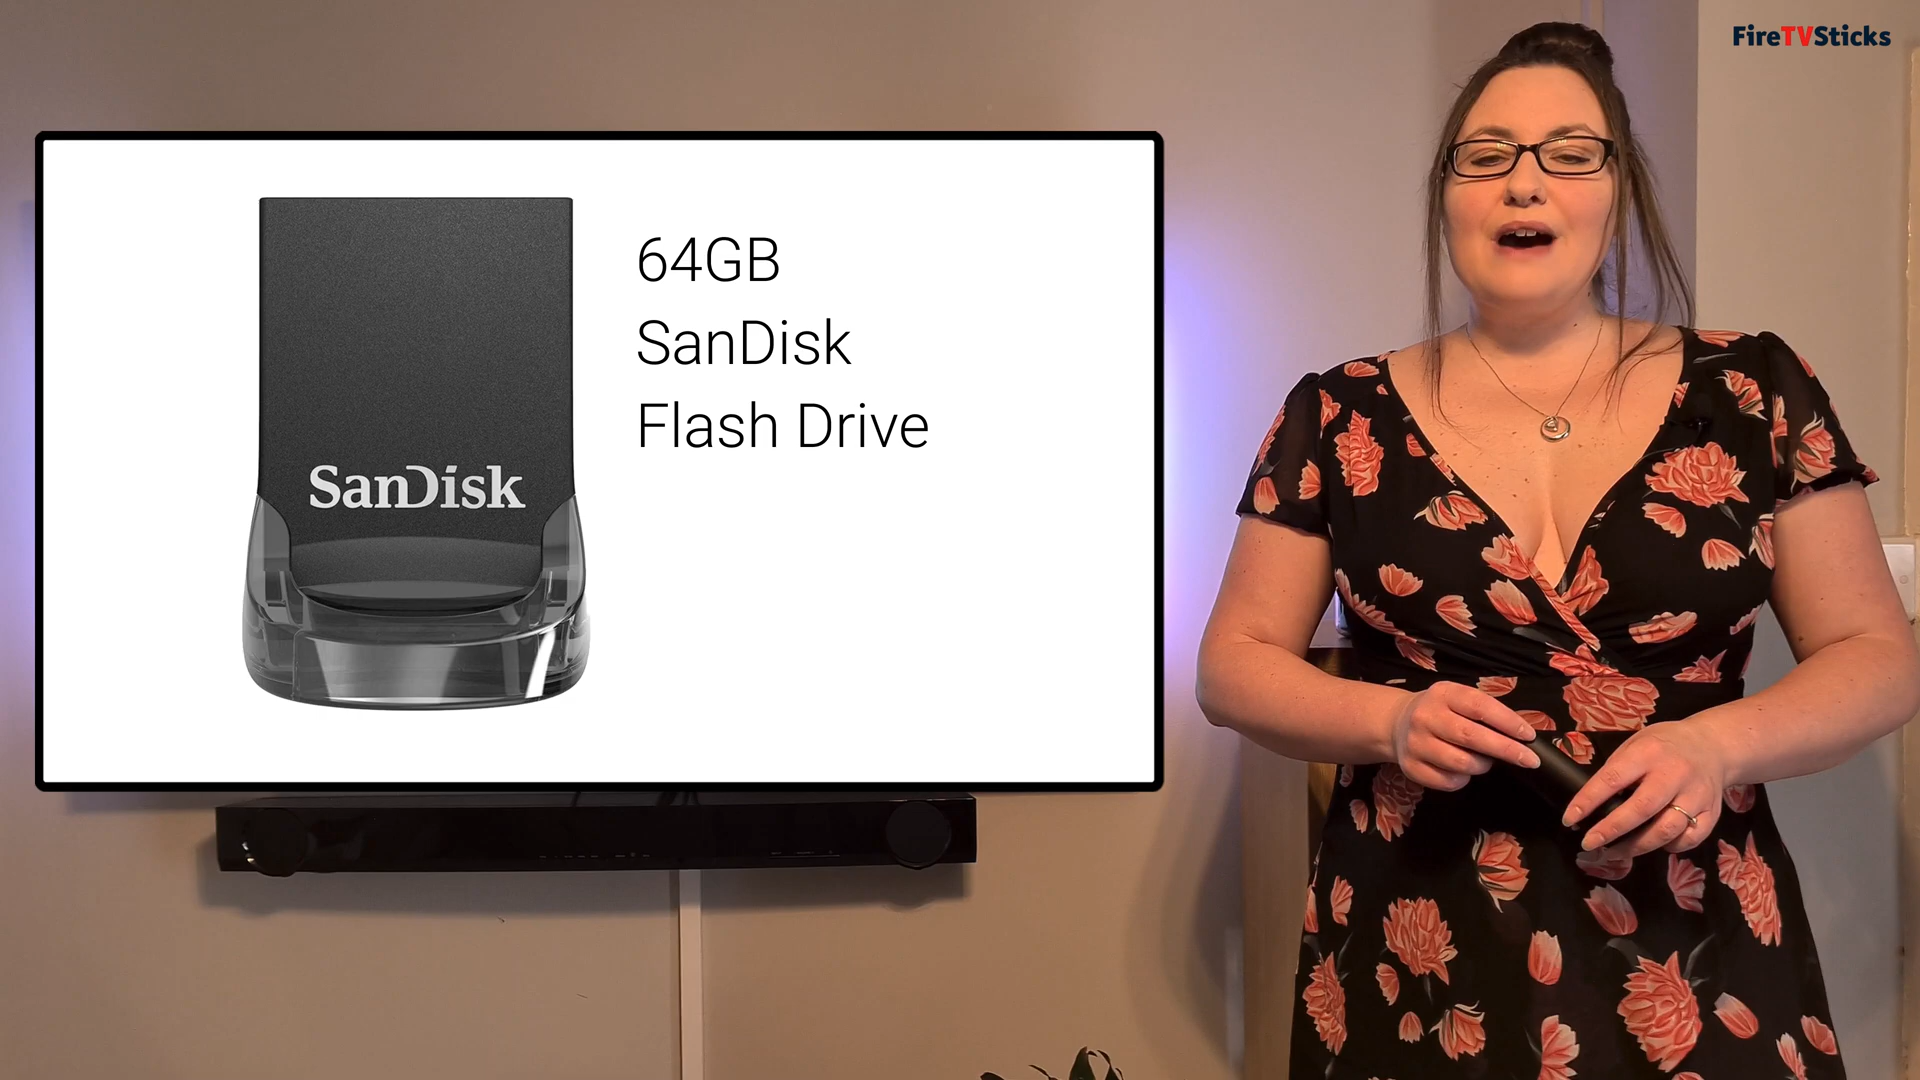 FireTVSticks
64GB
SanDisk
Flash Drive
SanDisk